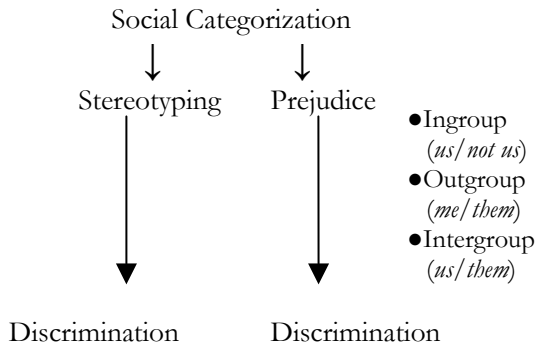 Social Categorization
Stereotyping Prejudice
●Ingroup
(us/not us)
●Outgroup
(me/them)
●Intergroup
(us/them)
Discrimination Discrimination